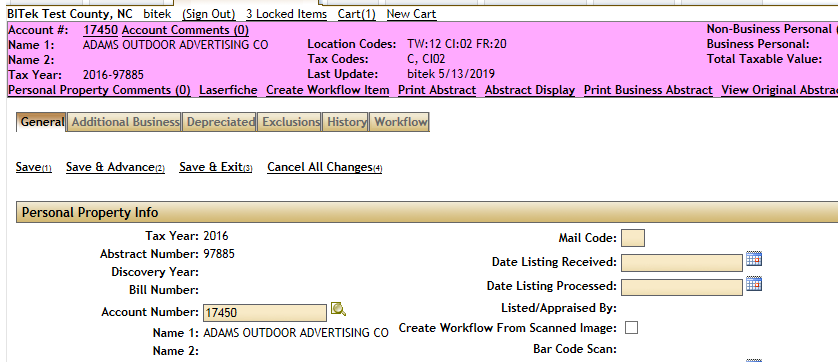 BITek Test County, NC bitek (Sign Out) 3 Locked Items Cart(1) New Cart
Account #: 17450 Account Comments (0) Non-Business Personal (
Name 1: ADAMS OUTDOOR ADVERTISING CO Location Codes: TW:12 CI:02 FR:20 Business Personal:
Name 2: Tax Codes: C, CI02 Total Taxable Value:
Tax Year: 2016-97885 Last Update: bitek 5/13/2019
Personal Property Comments (0) Laserfiche Create Workflow Item Print Abstract Abstract Display Print Business Abstract View Original Abstra
General Additional Business Depreciated Exclusions History Workflow
Save(1) Save & Advance(2) Save & Exit(3) Cancel All Changes(4)
Personal Property Info
Tax Year: 2016 Mail Code:
Abstract Number: 97885 Date Listing Received:
Discovery Year:
Bill Number: Date Listing Processed:
Account Number: 17450 Listed/Appraised By:
Name 1: ADAMS OUTDOOR ADVERTISING CO Create Workflow From Scanned Image:
Name 2: Bar Code Scan: